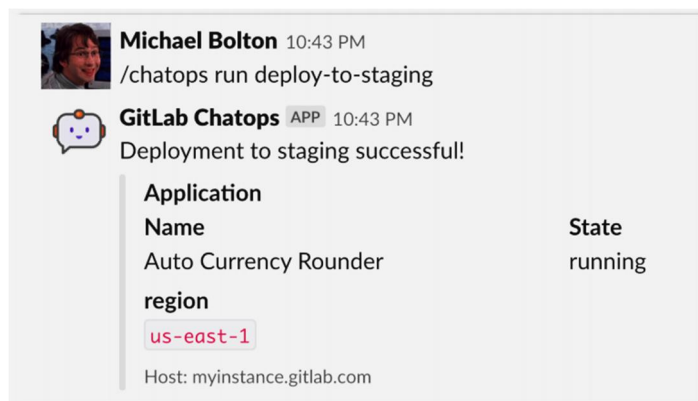 Michael Bolton 10:43 PM
/chatops run deploy-to-staging
GitLab Chatops APP 10:43 PM
Deployment to staging successful!
Application
Name State
Auto Currency Rounder running
region
us-east-1
Host: myinstance.gitlab.com